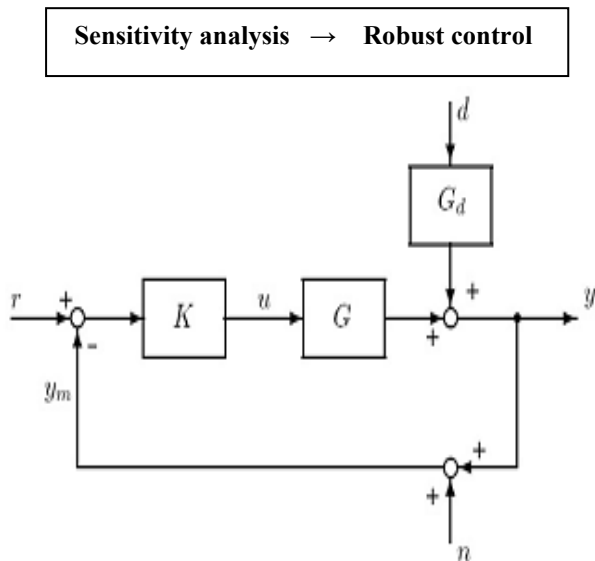 Sensitivity analysis → Robust control
d
G_d
+
r + K u G + y
-
y_m
+
+
n